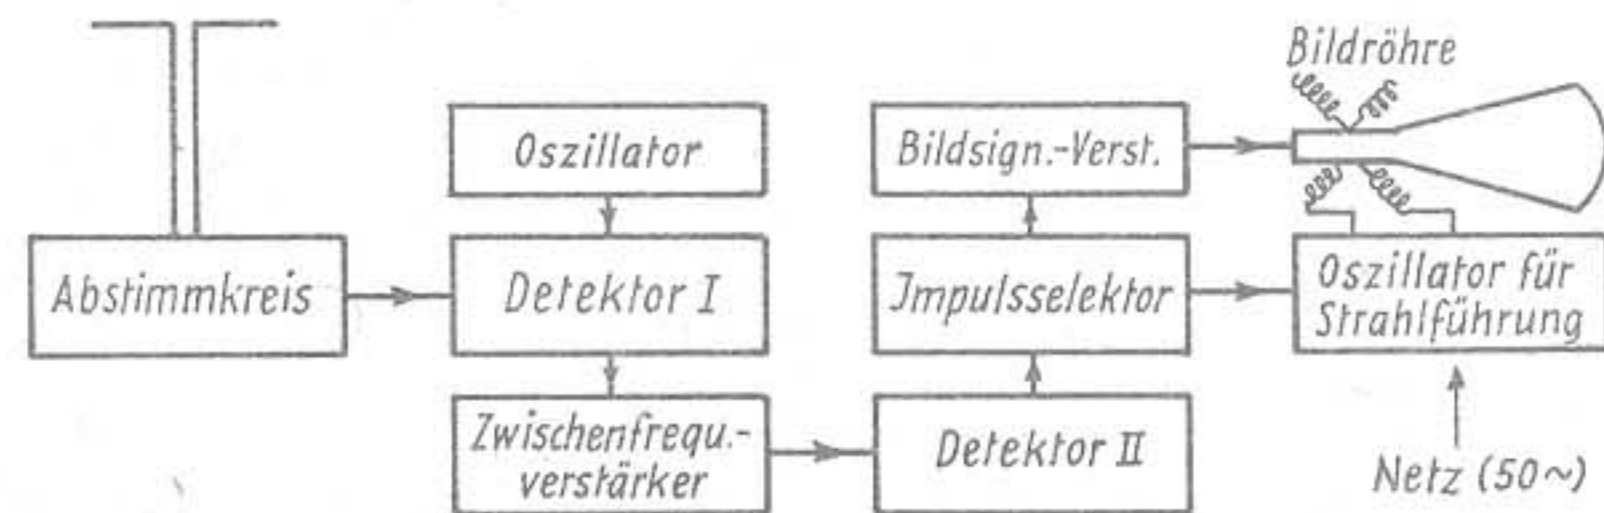 Bildröhre
Oszillator
Bildsign.-Verst.
Abstimmkreis
Detektor I
Jmpulsselektor
Oszillator für
Strahlführung
Zwischenfrequ.-
verstärker
Detektor II
Netz (50~)